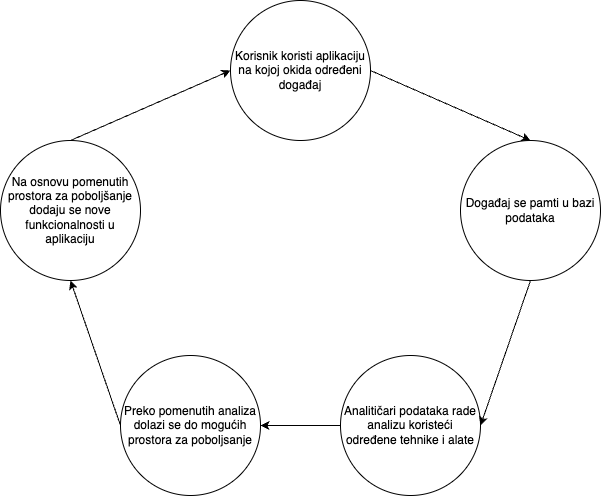 Korisnik koristi aplikaciju
na kojoj okida određeni
događaj
Događaj se pamti u bazi
podataka
Analitičari podataka rade
analizu koristeći
određene tehnike i alate
Preko pomenutih analiza
dolazi se do mogućih
prostora za poboljsanje
Na osnovu pomenutih
prostora za poboljšanje
dodaju se nove
funkcionalnosti u
aplikaciju